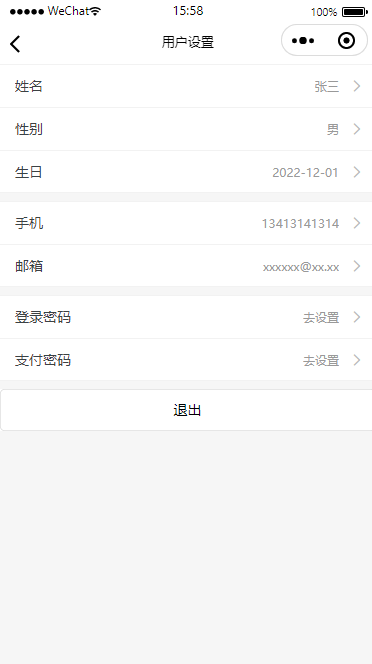 ●●●●● WeChat 15:58 100%
用户设置
姓名 张三
性别 男
生日 2022-12-01
手机 13413141314
邮箱 xxxxxx@xx.xx
登录密码 去设置
支付密码 去设置
退出